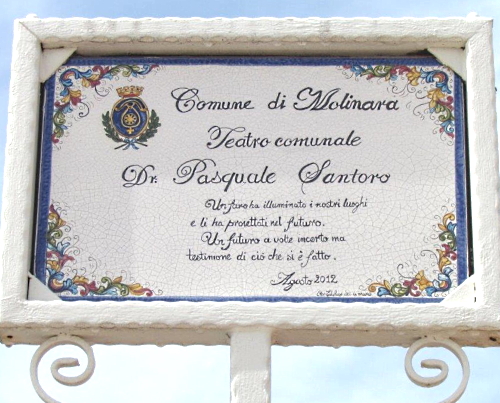 Comune di Molinara
Teatro comunale
Dr. Pasquale Santoro
Un faro ha illuminato i nostri luoghi
e li ha proiettati nel futuro.
Un futuro a volte incerto ma
testimone di ciò che si è fatto.
Agosto 2012